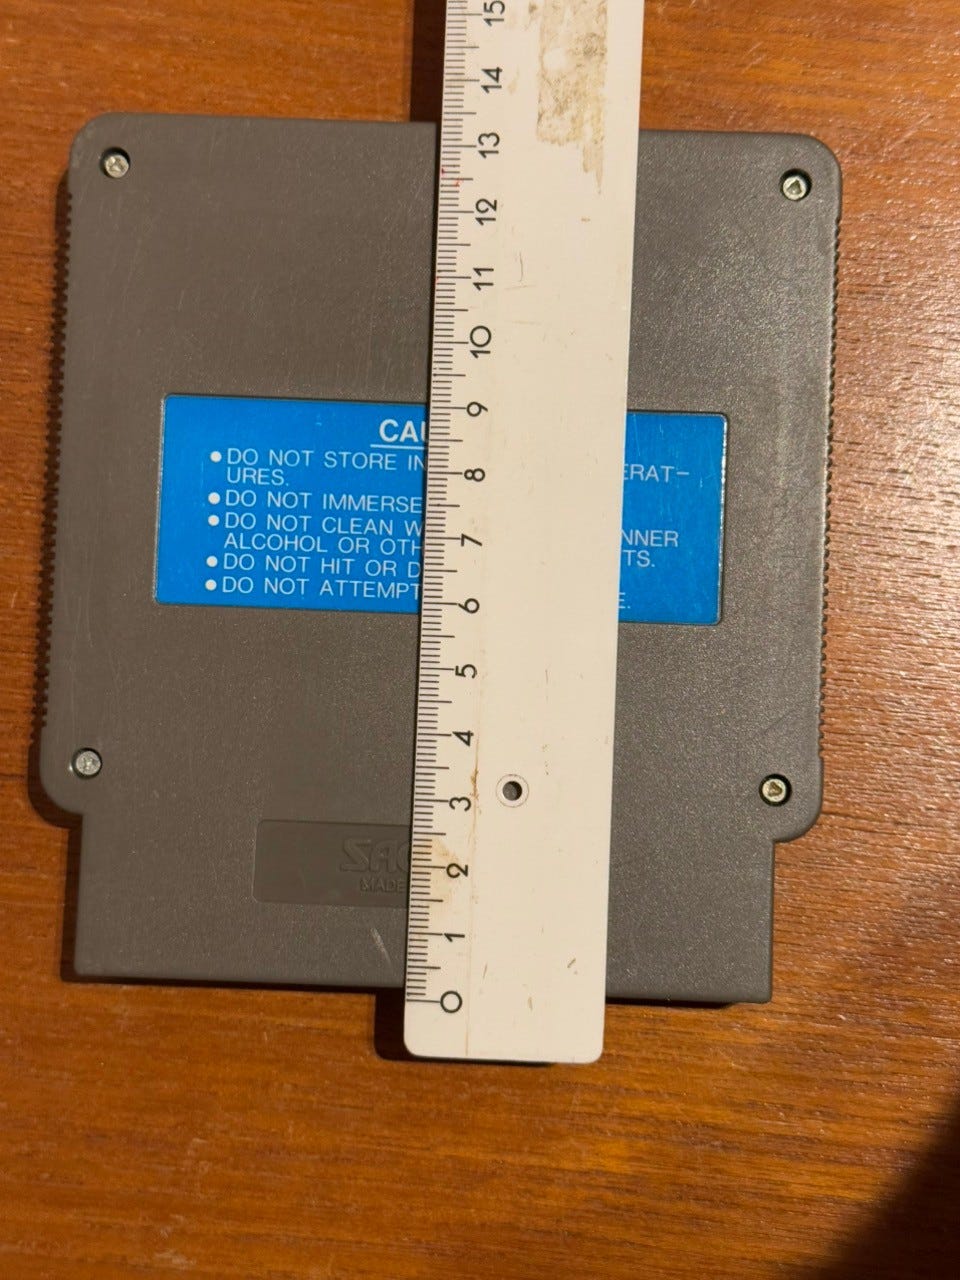 15
14
13
12
11
10
9
8
7
6
5
4
3
2
1
0
CAU
● DO NOT STORE IN ERAT-
URES.
● DO NOT IMMERSE
● DO NOT CLEAN W NNER
ALCOHOL OR OTH TS.
● DO NOT HIT OR D
● DO NOT ATTEMPT E.
SAC
MADE